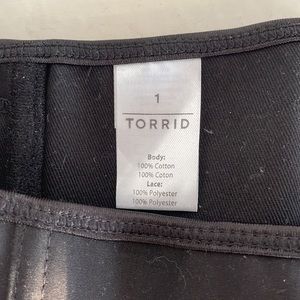 1
TORRID
Body:
100% Cotton
100% Coton
Lace:
100% Polyester
100% Polyester